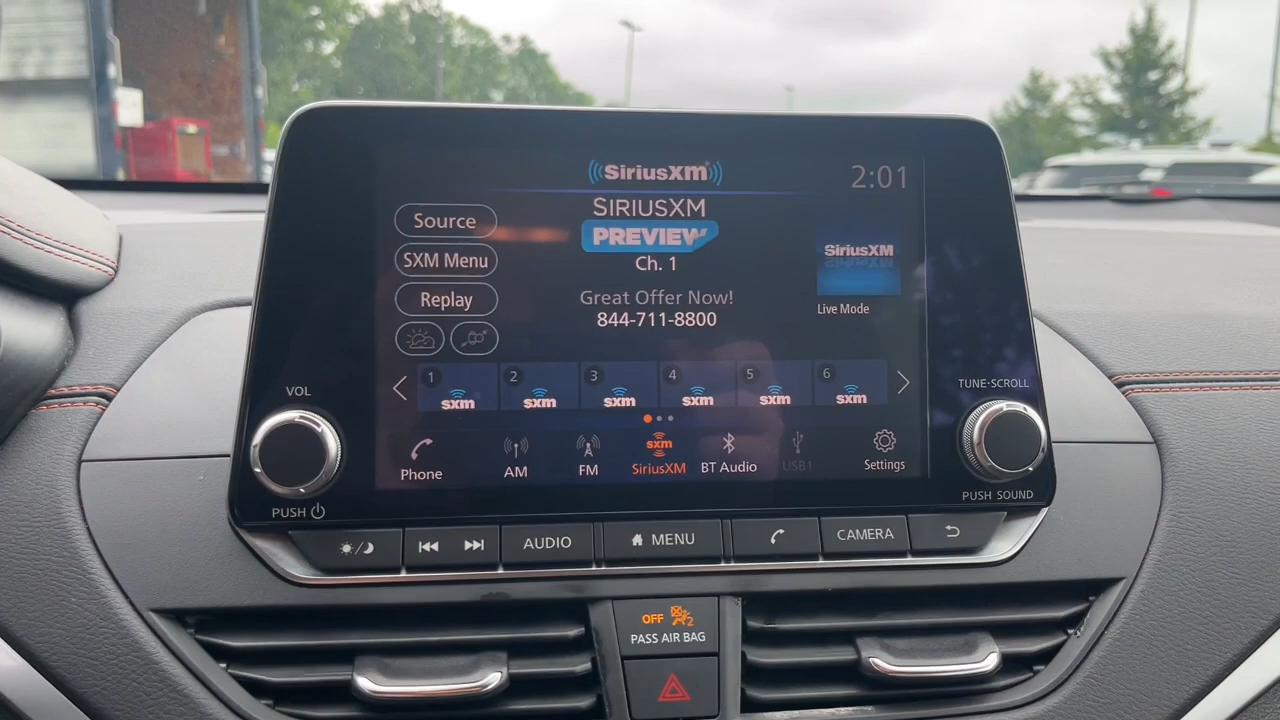 SiriusXM
2:01
SIRIUSXM
PREVIEW
Ch. 1
Great Offer Now!
844-711-8800
Source
SXM Menu
Replay
SiriusXM
Live Mode
1 2 3 4 5 6
sxm sxm sxm sxm sxm sxm
Phone
AM
FM
sxm
SiriusXM
BT Audio
USB1
Settings
VOL
PUSH
TUNE·SCROLL
PUSH SOUND
AUDIO
MENU
CAMERA
OFF 2
PASS AIR BAG